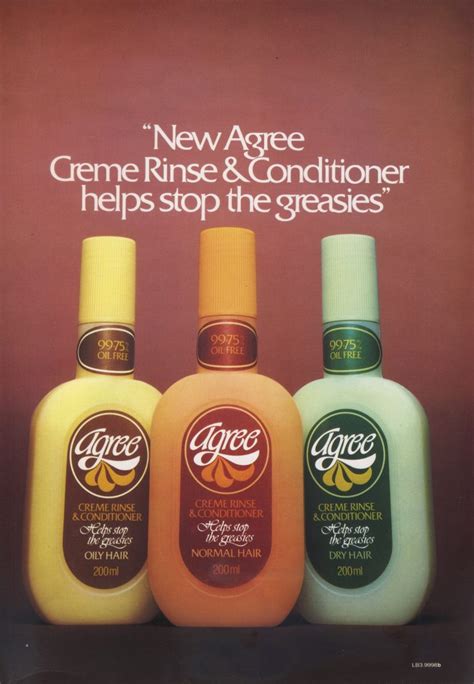 “New Agree
Creme Rinse & Conditioner
helps stop the greasies”
99·75%
OIL FREE
agree
CREME RINSE
& CONDITIONER
Helps stop
the greasies
OILY HAIR
200ml
99·75%
OIL FREE
agree
CREME RINSE
& CONDITIONER
Helps stop
the greasies
NORMAL HAIR
200ml
99·75%
OIL FREE
agree
CREME RINSE
& CONDITIONER
Helps stop
the greasies
DRY HAIR
200ml
LB3.9998b